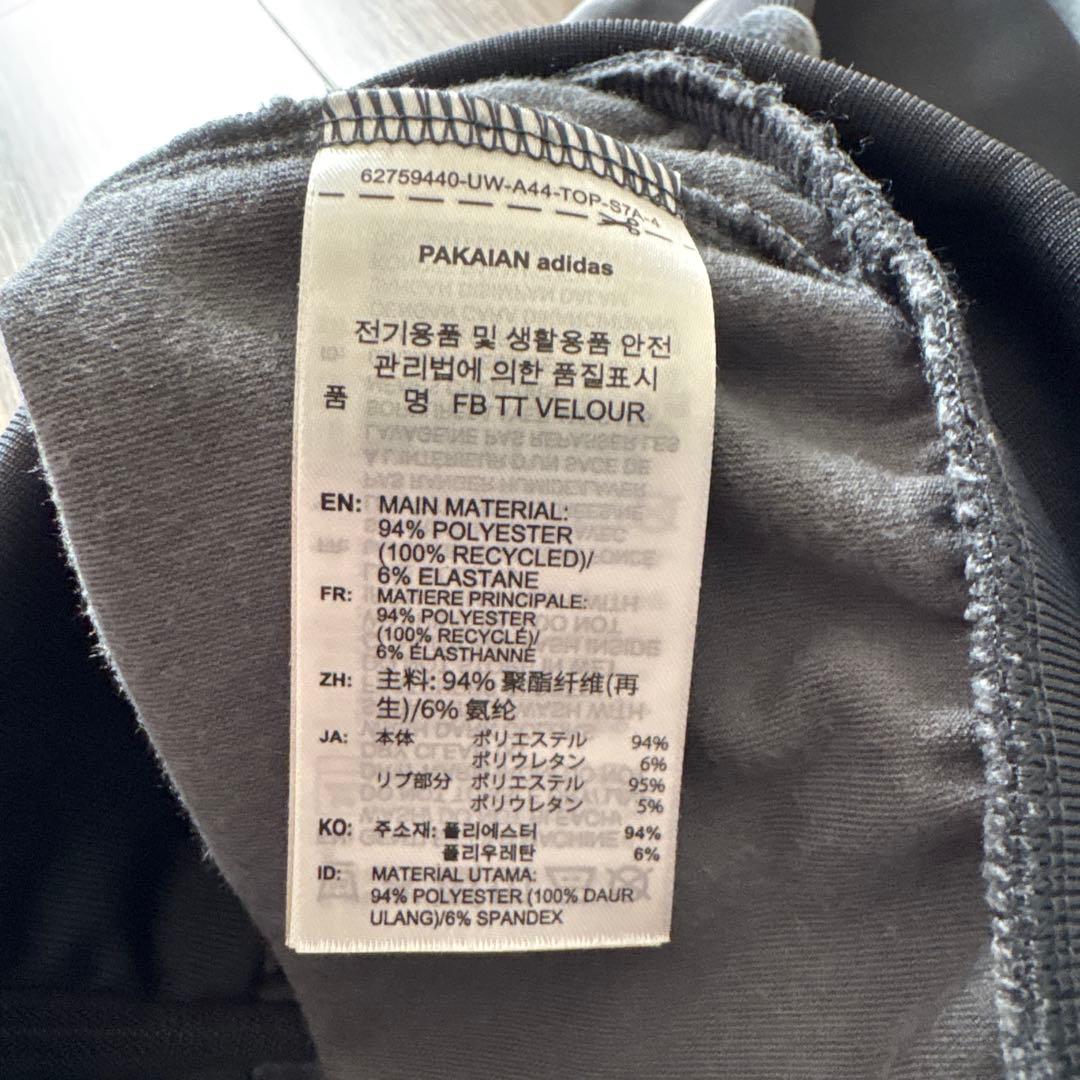 62759440-UW-A44-TOP-S7A-4
PAKAIAN adidas
전기용품 및 생활용품 안전
관리법에 의한 품질표시
품 명 FB TT VELOUR
EN: MAIN MATERIAL:
94% POLYESTER
(100% RECYCLED)/
6% ELASTANE
FR: MATIERE PRINCIPALE:
94% POLYESTER
(100% RECYCLÉ)/
6% ÉLASTHANNE
ZH: 主料: 94% 聚酯纤维(再
生)/6% 氨纶
JA: 本体 ポリエステル 94%
ポリウレタン 6%
リブ部分 ポリエステル 95%
ポリウレタン 5%
KO: 주소재: 폴리에스터 94%
폴리우레탄 6%
ID: MATERIAL UTAMA:
94% POLYESTER (100% DAUR
ULANG)/6% SPANDEX